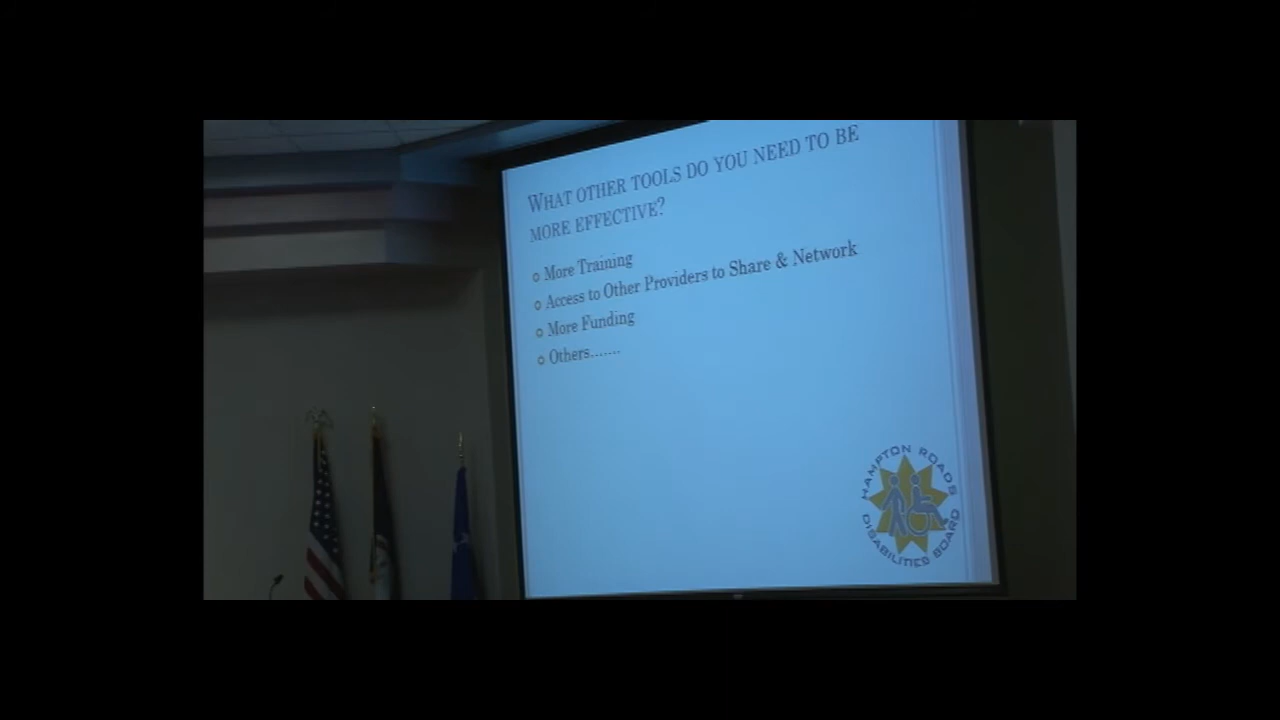 WHAT OTHER TOOLS DO YOU NEED TO BE
MORE EFFECTIVE?
More Training
Access to Other Providers to Share & Network
More Funding
Others.......
HAMPTON ROADS
DISABILITIES BOARD